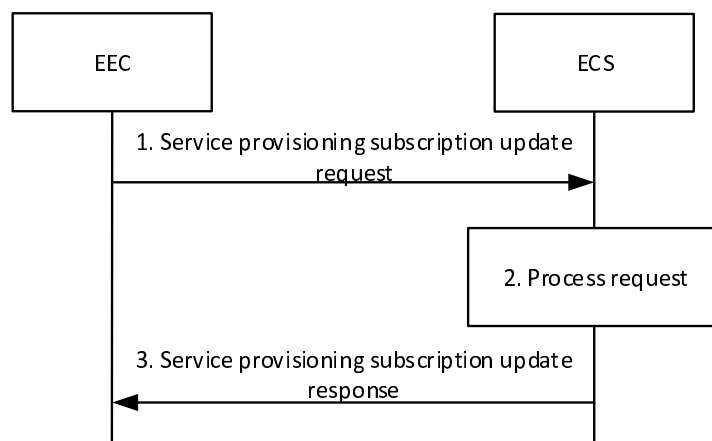 EEC
ECS
1. Service provisioning subscription update
request
2. Process request
3. Service provisioning subscription update
response